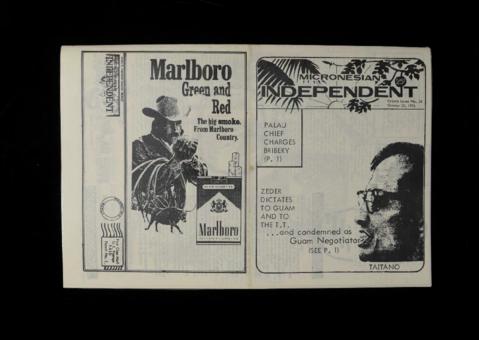 Marlboro
Green and
Red
The big smoke.
From Marlboro
Country.
Marlboro
INDEPENDENT
MICRONESIAN
INDEPENDENT
PALAU
CHIEF
CHARGES
BRIBERY
(P. 1)
ZEDER
DICTATES
TO GUAM
AND TO
THE T.T.
...and condemned as
Guam Negotiator
(SEE P. 1)
TAITANO